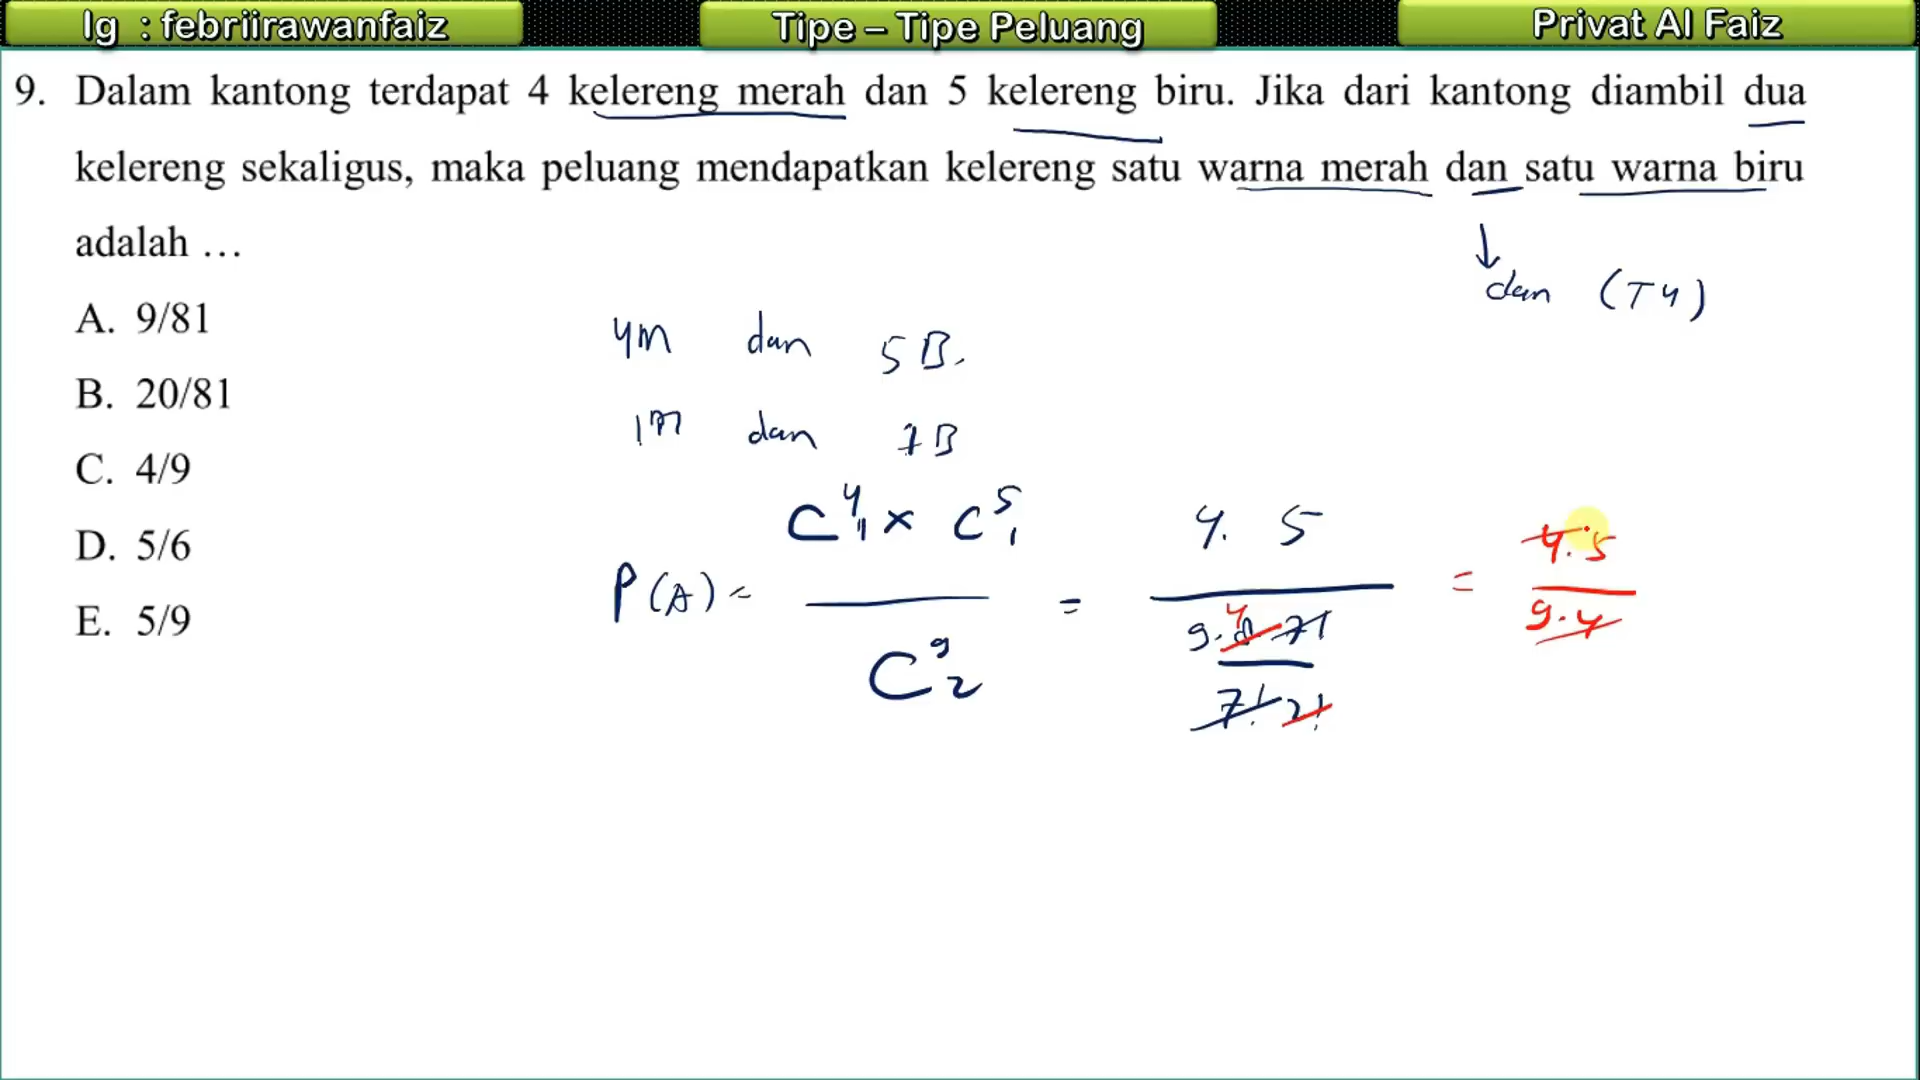 Ig : febriirawanfaiz
Tipe – Tipe Peluang
Privat Al Faiz
9. Dalam kantong terdapat 4 kelereng merah dan 5 kelereng biru. Jika dari kantong diambil dua
kelereng sekaligus, maka peluang mendapatkan kelereng satu warna merah dan satu warna biru
adalah …
dan (T4)
A. 9/81
4M dan 5B.
B. 20/81
1M dan 1B
C. 4/9
D. 5/6
E. 5/9
P(A) = C⁴₁ × C⁵₁ / C⁹₂ = 4. 5 / 9.8.7! / 7! 2! = 4.5 / 9.4
4